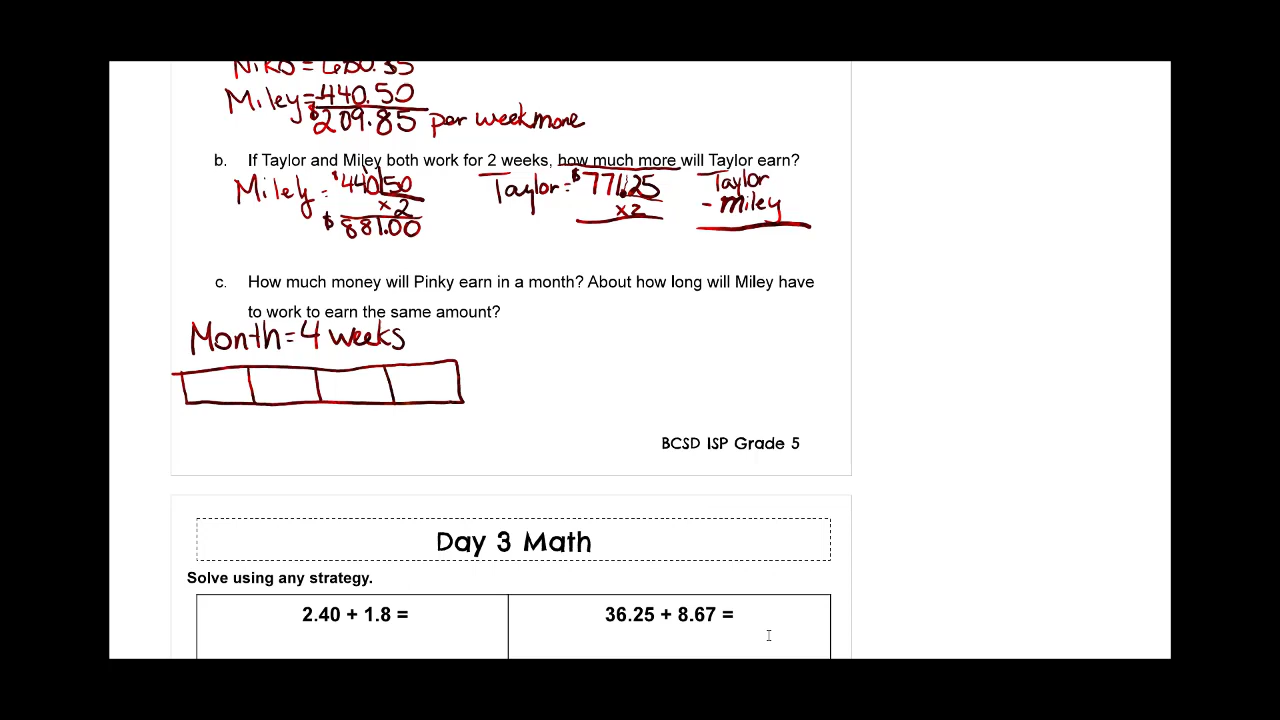 Niko = 650.35
Miley = -440.50
$209.85 per week more
b. If Taylor and Miley both work for 2 weeks, how much more will Taylor earn?
Miley = $440.50 Taylor = $771.25 Taylor
x 2 x 2 - miley
$881.00
c. How much money will Pinky earn in a month? About how long will Miley have
to work to earn the same amount?
Month = 4 weeks
BCSD ISP Grade 5
Day 3 Math
Solve using any strategy.
2.40 + 1.8 = 36.25 + 8.67 =